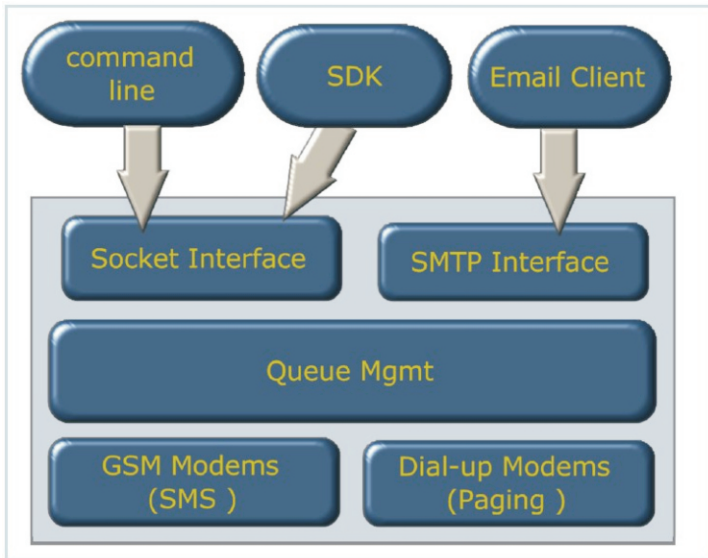 command
line
SDK
Email Client
Socket Interface
SMTP Interface
Queue Mgmt
GSM Modems
(SMS )
Dial-up Modems
(Paging )